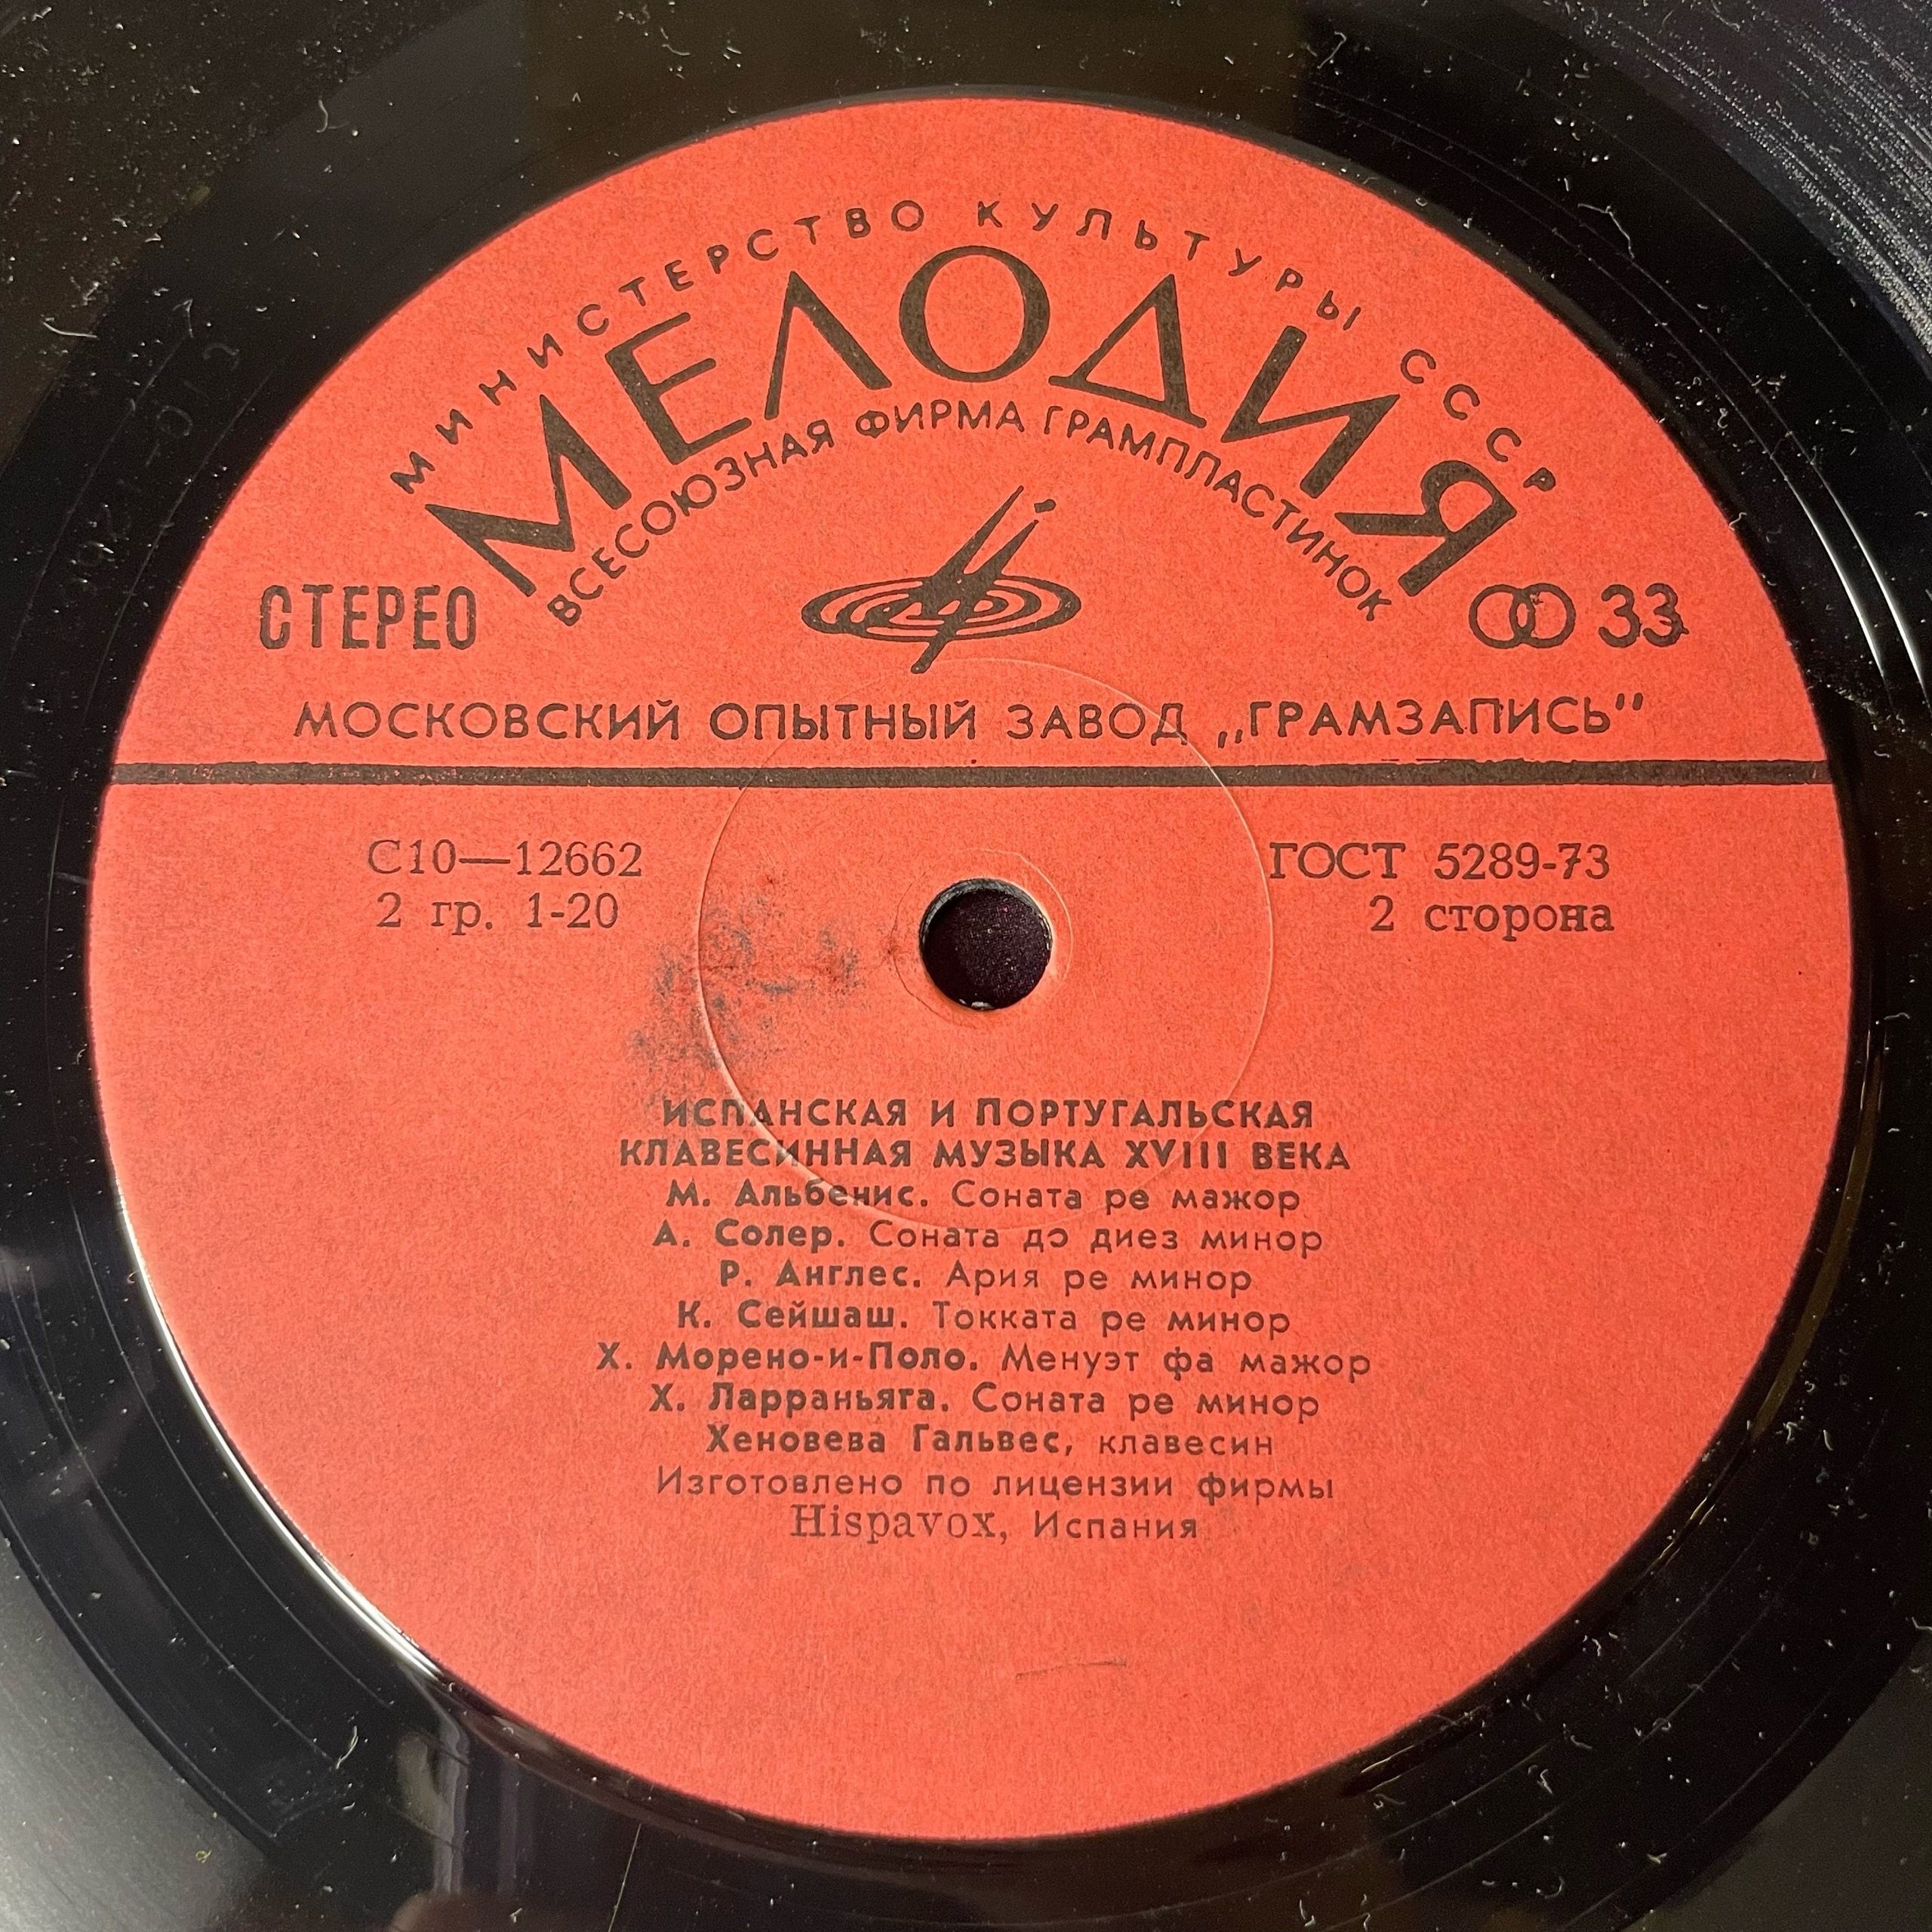 МИНИСТЕРСТВО КУЛЬТУРЫ СССР
МЕЛОДИЯ
ВСЕСОЮЗНАЯ ФИРМА ГРАМПЛАСТИНОК
СТЕРЕО
33
МОСКОВСКИЙ ОПЫТНЫЙ ЗАВОД „ГРАМЗАПИСЬ”
С10—12662
ГОСТ 5289-73
2 гр. 1-20
2 сторона
ИСПАНСКАЯ И ПОРТУГАЛЬСКАЯ
КЛАВЕСИННАЯ МУЗЫКА XVIII ВЕКА
М. Альбенис. Соната ре мажор
А. Солер. Соната до диез минор
Р. Англес. Ария ре минор
К. Сейшаш. Токката ре минор
Х. Морено-и-Поло. Менуэт фа мажор
Х. Ларраньяга. Соната ре минор
Хеновева Гальвес, клавесин
Изготовлено по лицензии фирмы
Hispavox, Испания